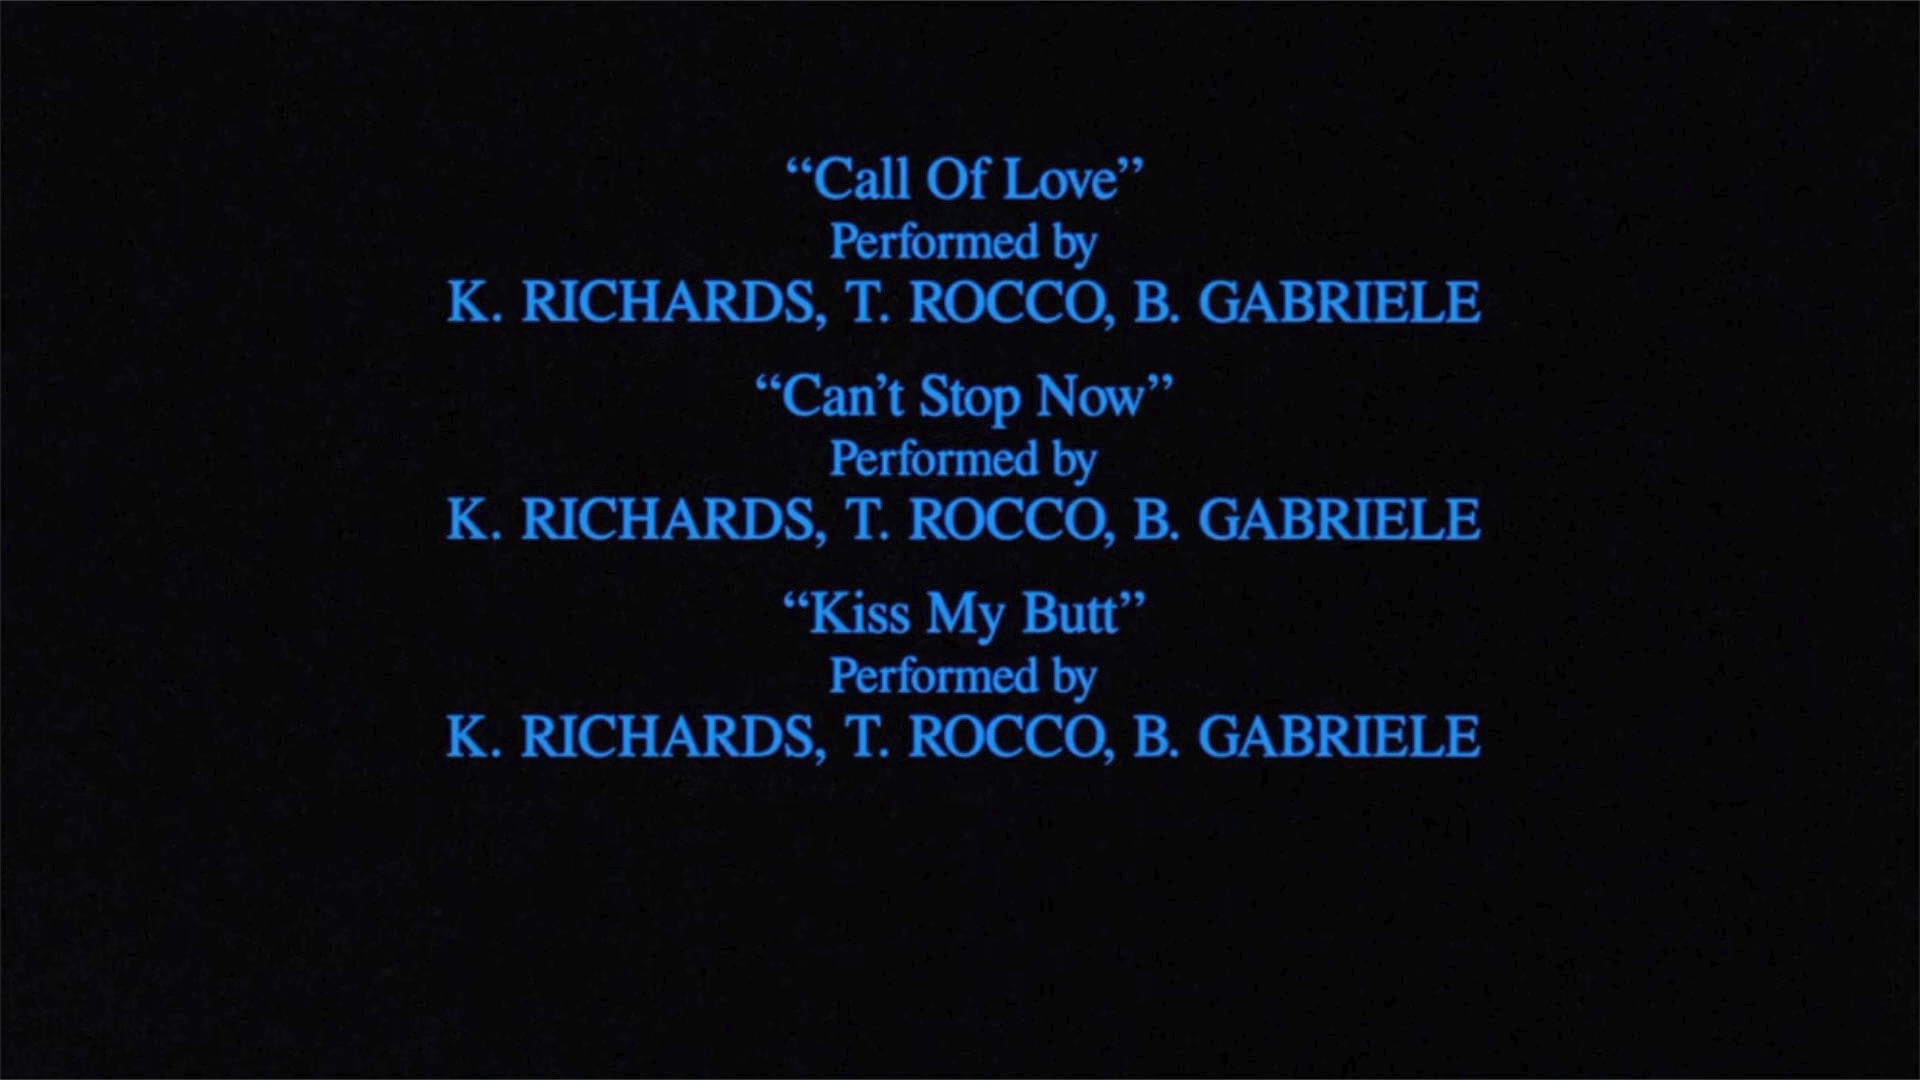 “Call Of Love”
Performed by
K. RICHARDS, T. ROCCO, B. GABRIELE
“Can’t Stop Now”
Performed by
K. RICHARDS, T. ROCCO, B. GABRIELE
“Kiss My Butt”
Performed by
K. RICHARDS, T. ROCCO, B. GABRIELE